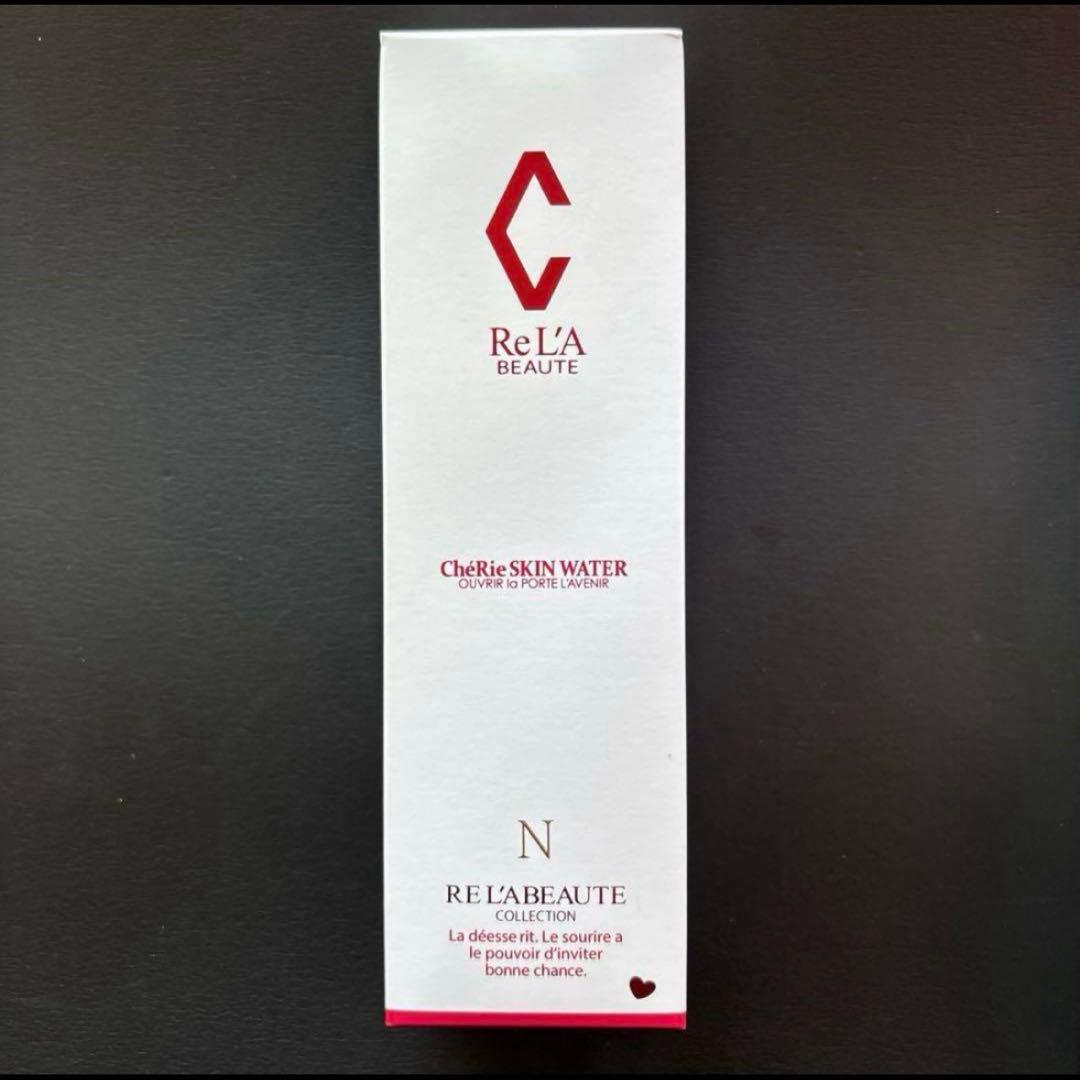 C
Re L'A
BEAUTE
ChéRie SKIN WATER
OUVRIR la PORTE L'AVENIR
N
RE L'ABEAUTE
COLLECTION
La déesse rit. Le sourire a
le pouvoir d'inviter
bonne chance.